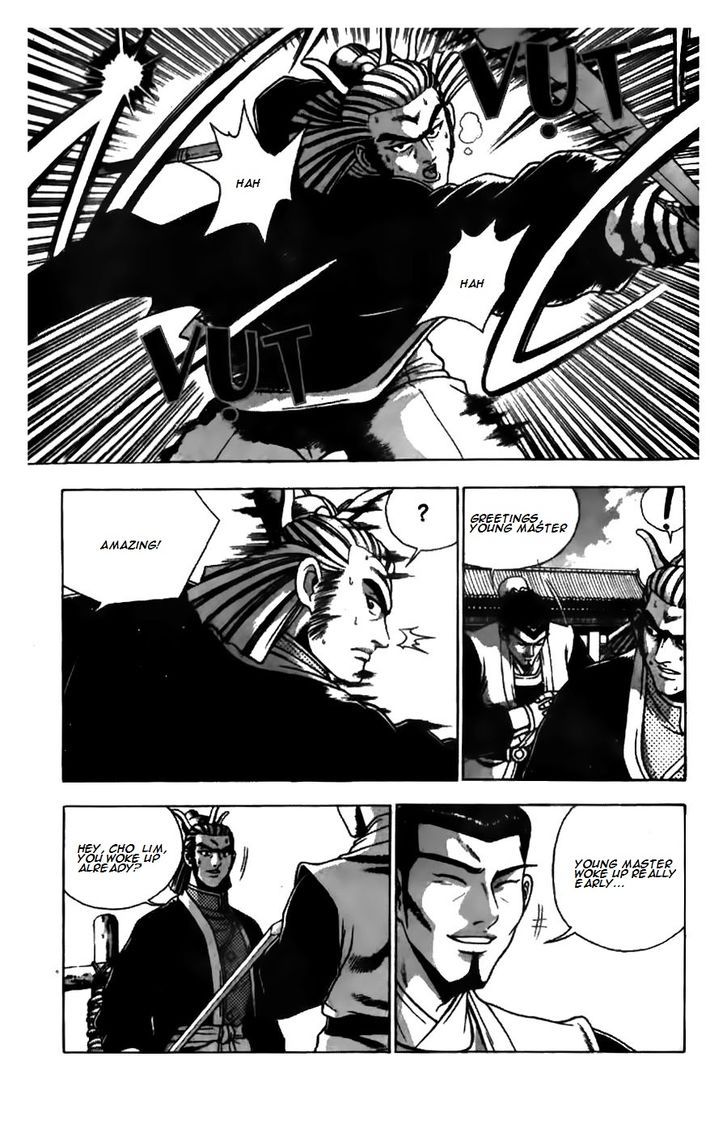 VỤT
HAH
HAH
VỤT
AMAZING!
?
GREETINGS,
YOUNG MASTER
!
HEY, CHO LIM,
YOU WOKE UP
ALREADY?
YOUNG MASTER
WOKE UP REALLY
EARLY...